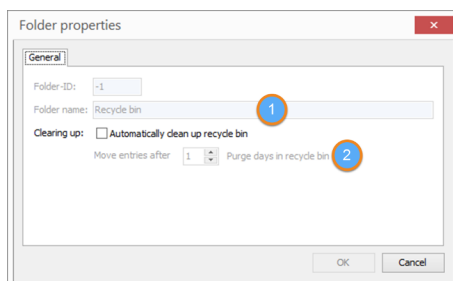 Folder properties
General
Folder-ID: -1
Folder name: Recycle bin 1
Clearing up: Automatically clean up recycle bin
Move entries after 1 Purge days in recycle bin 2
OK Cancel